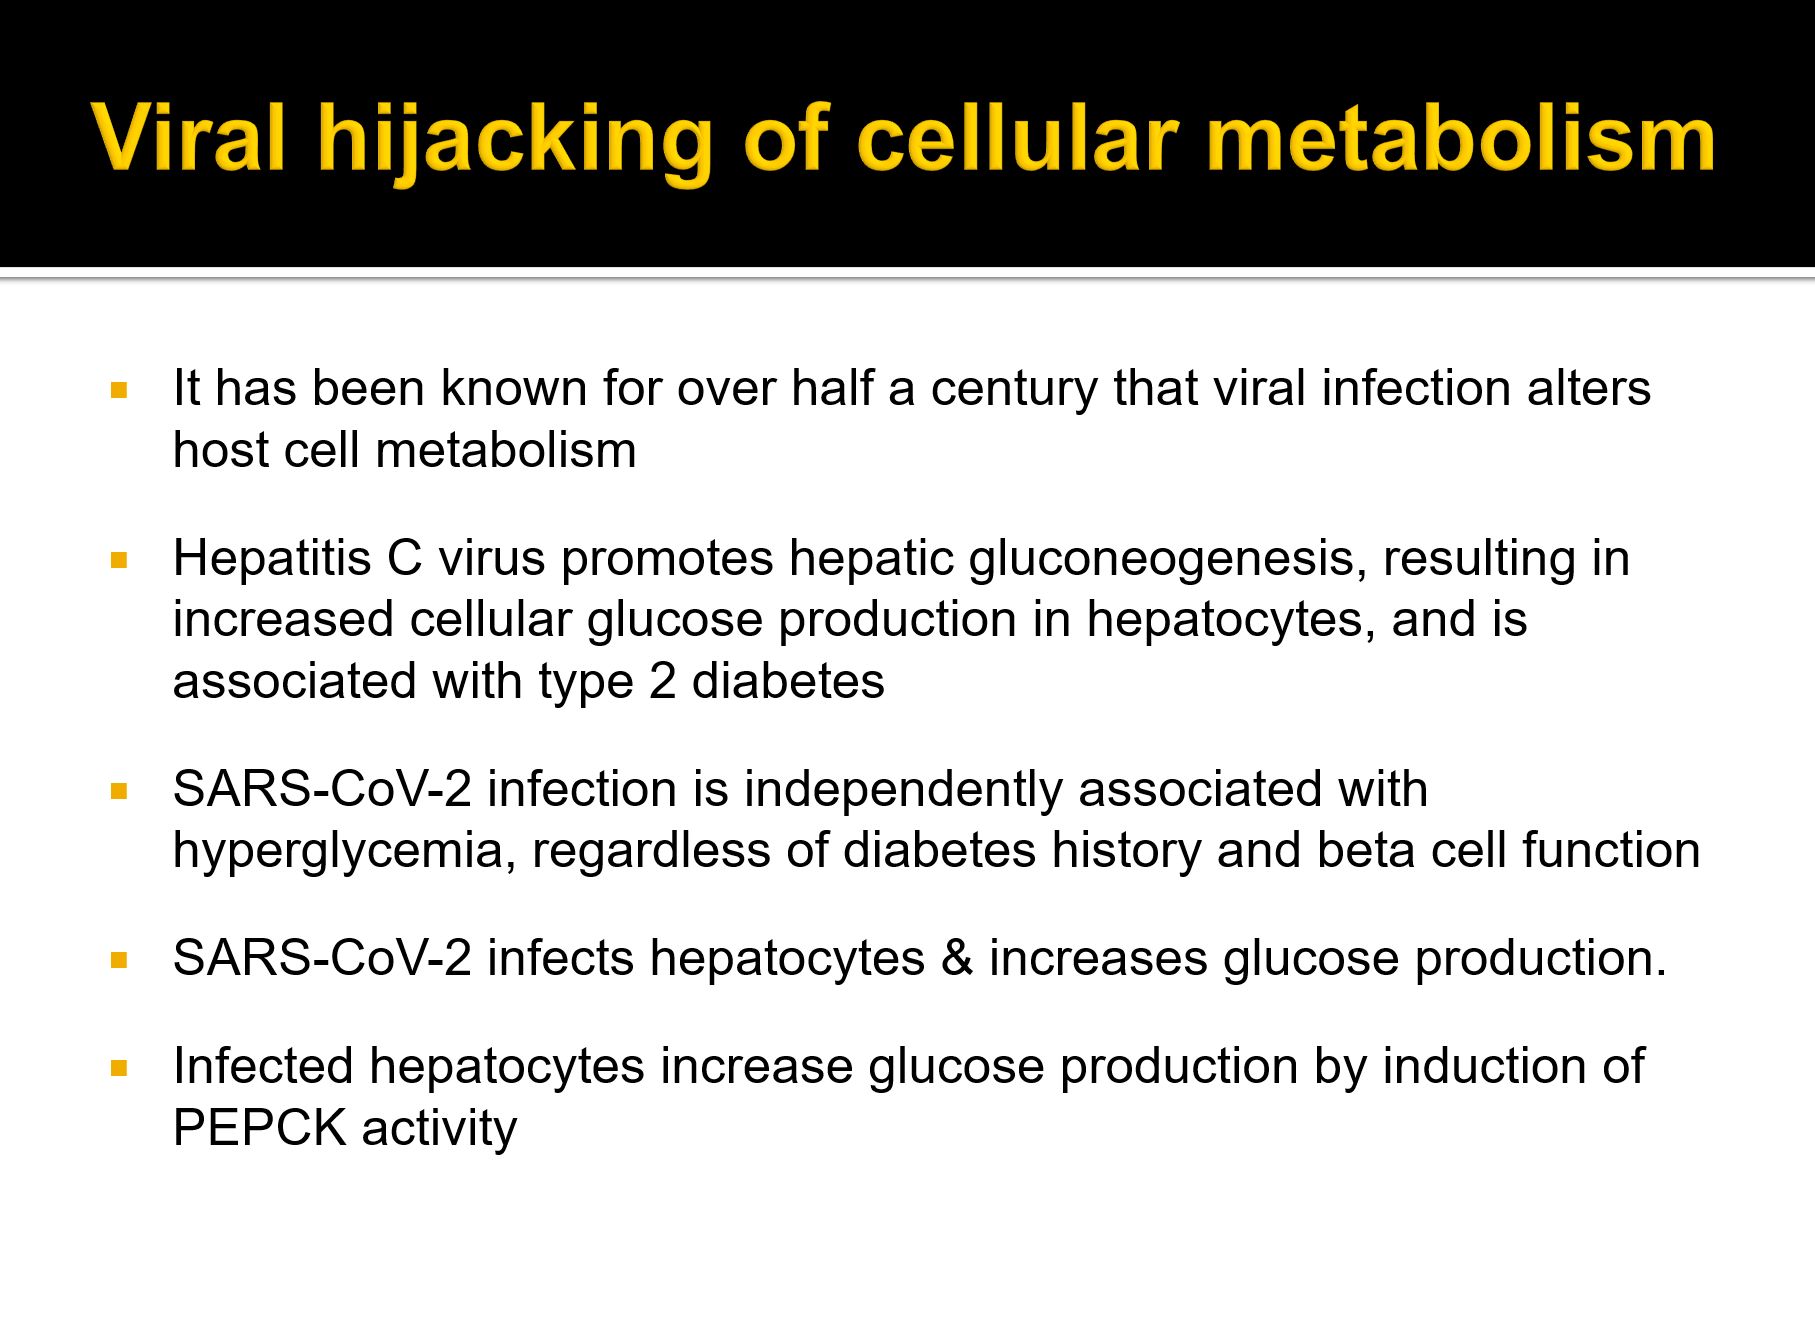 Viral hijacking of cellular metabolism
It has been known for over half a century that viral infection alters
host cell metabolism
Hepatitis C virus promotes hepatic gluconeogenesis, resulting in
increased cellular glucose production in hepatocytes, and is
associated with type 2 diabetes
SARS-CoV-2 infection is independently associated with
hyperglycemia, regardless of diabetes history and beta cell function
SARS-CoV-2 infects hepatocytes & increases glucose production.
Infected hepatocytes increase glucose production by induction of
PEPCK activity